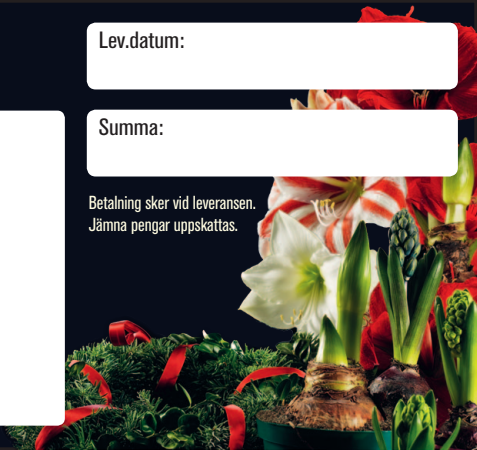 Lev.datum:
Summa:
Betalning sker vid leveransen.
Jämna pengar uppskattas.